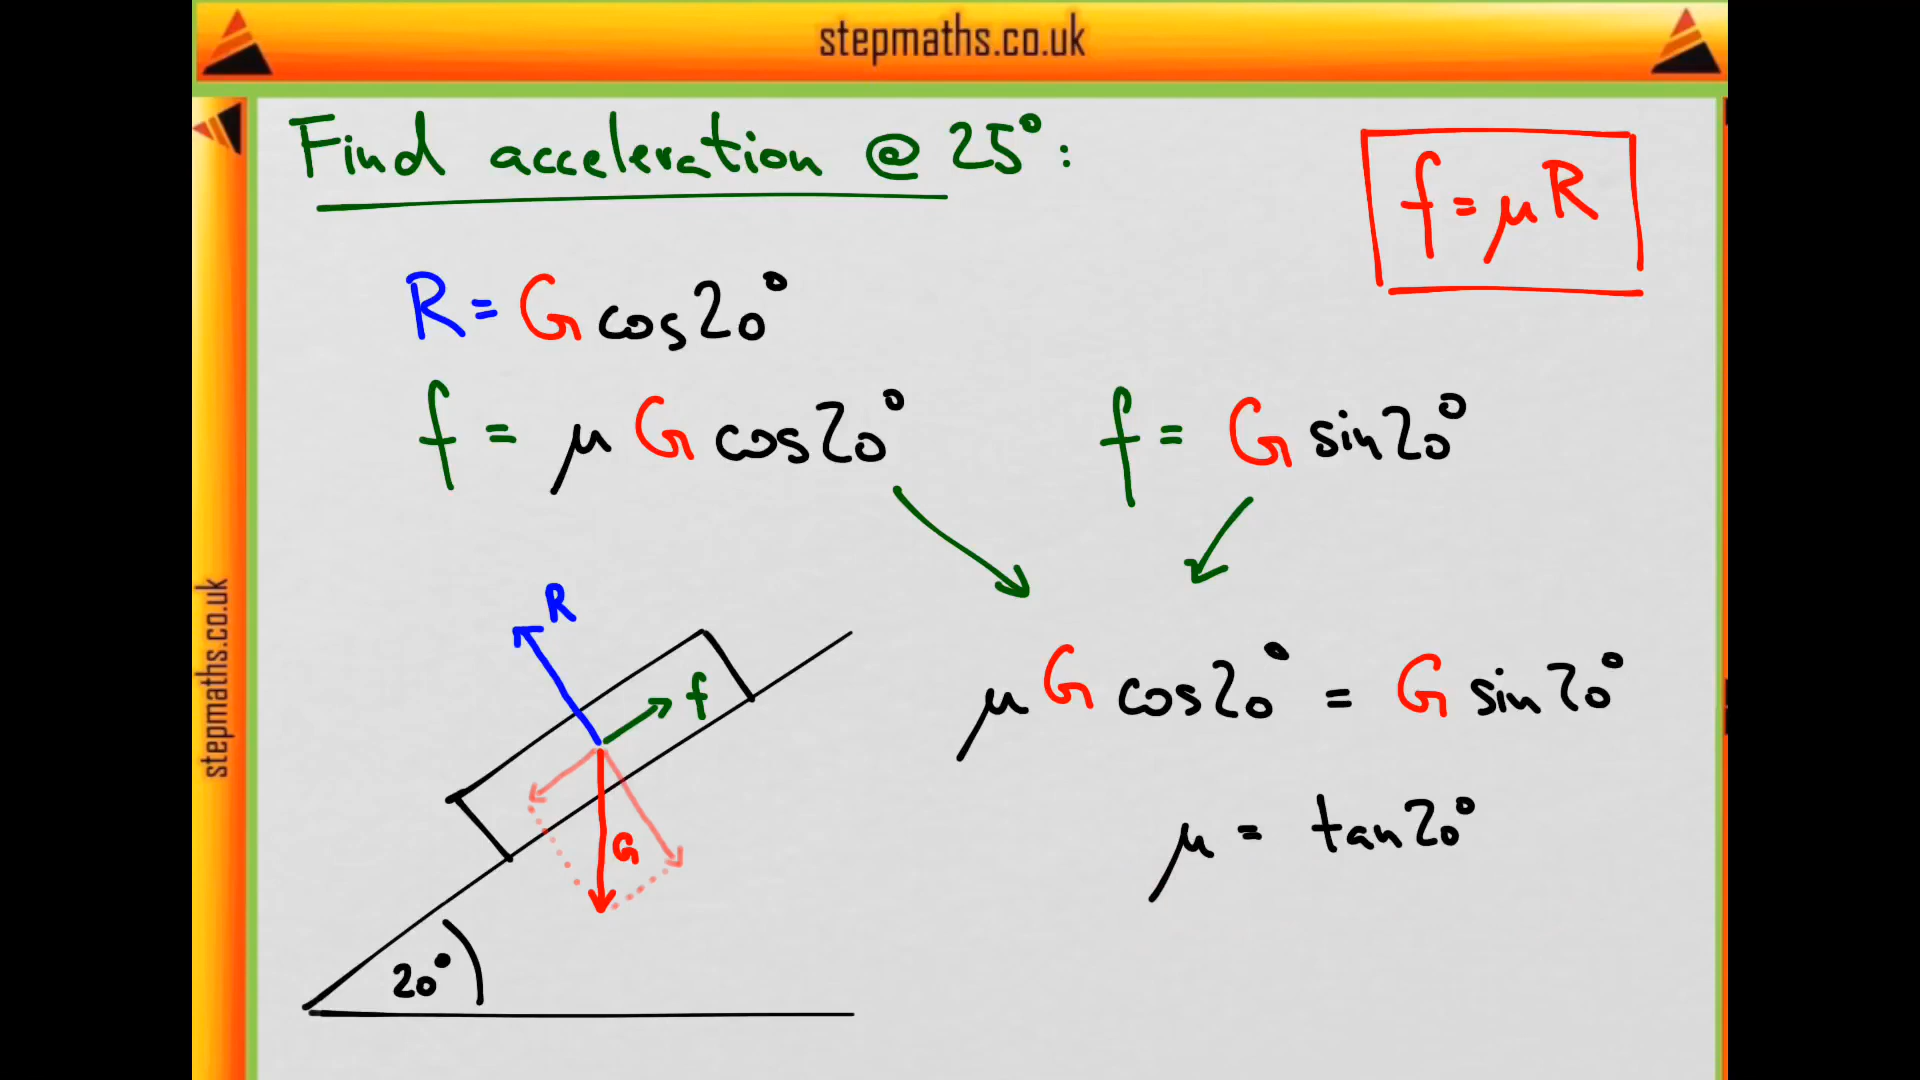 stepmaths.co.uk
Find acceleration @ 25°:
f = μR
R = G cos20°
f = μ G cos20°
f = G sin20°
μ G cos20° = G sin20°
μ = tan20°
R
f
G
20°
stepmaths.co.uk